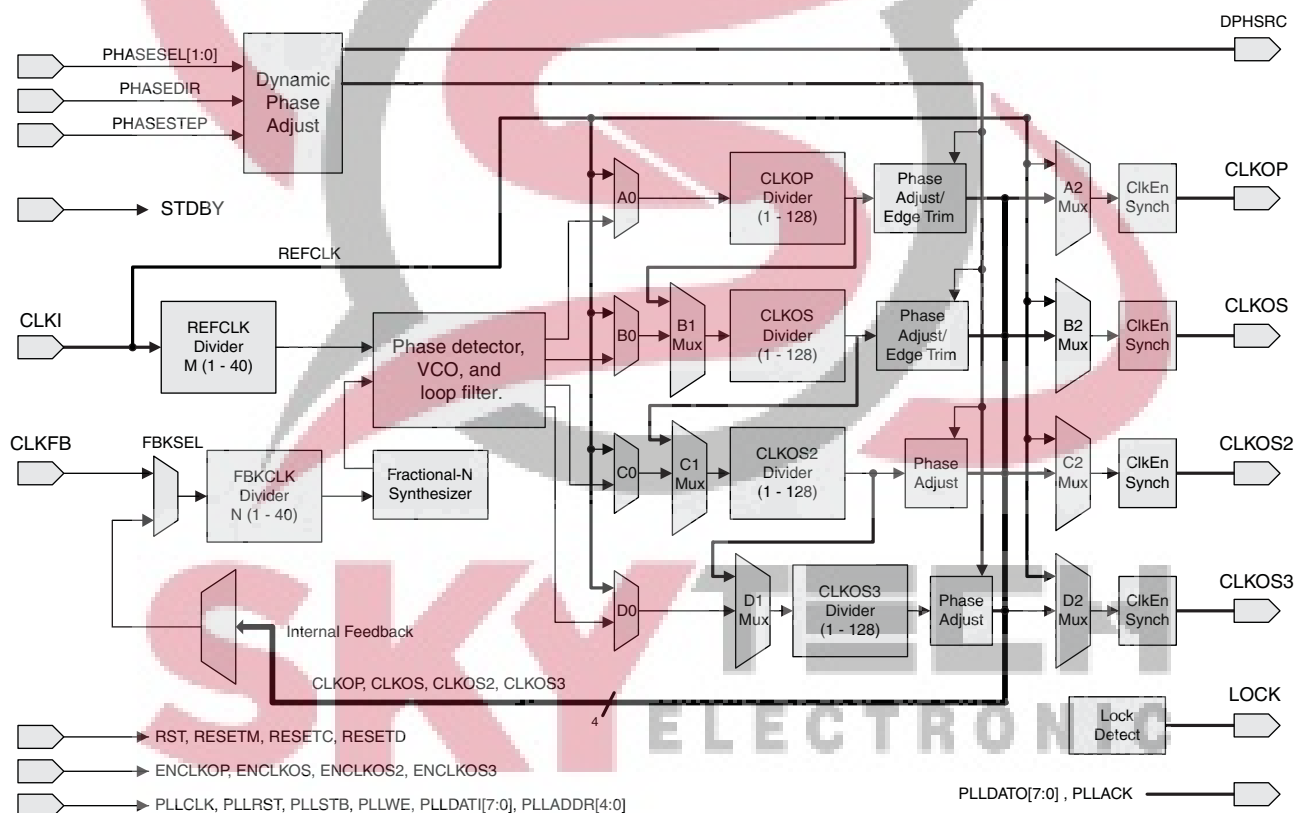 DPHSRC
PHASESEL[1:0]
PHASEDIR
PHASESTEP
Dynamic
Phase
Adjust
STDBY
REFCLK
CLKI
REFCLK
Divider
M (1 - 40)
Phase detector,
VCO, and
loop filter.
CLKFB
FBKSEL
FBKCLK
Divider
N (1 - 40)
Fractional-N
Synthesizer
Internal Feedback
CLKOP, CLKOS, CLKOS2, CLKOS3
4
A0
CLKOP
Divider
(1 - 128)
Phase
Adjust/
Edge Trim
A2
Mux
ClkEn
Synch
CLKOP
B0
B1
Mux
CLKOS
Divider
(1 - 128)
Phase
Adjust/
Edge Trim
B2
Mux
ClkEn
Synch
CLKOS
C0
C1
Mux
CLKOS2
Divider
(1 - 128)
Phase
Adjust
C2
Mux
ClkEn
Synch
CLKOS2
D0
D1
Mux
CLKOS3
Divider
(1 - 128)
Phase
Adjust
D2
Mux
ClkEn
Synch
CLKOS3
SKY TECH
ELECTRONIC
Lock
Detect
LOCK
RST, RESETM, RESETC, RESETD
ENCLKOP, ENCLKOS, ENCLKOS2, ENCLKOS3
PLLCLK, PLLRST, PLLSTB, PLLWE, PLLDATI[7:0], PLLADDR[4:0]
PLLDATO[7:0] , PLLACK